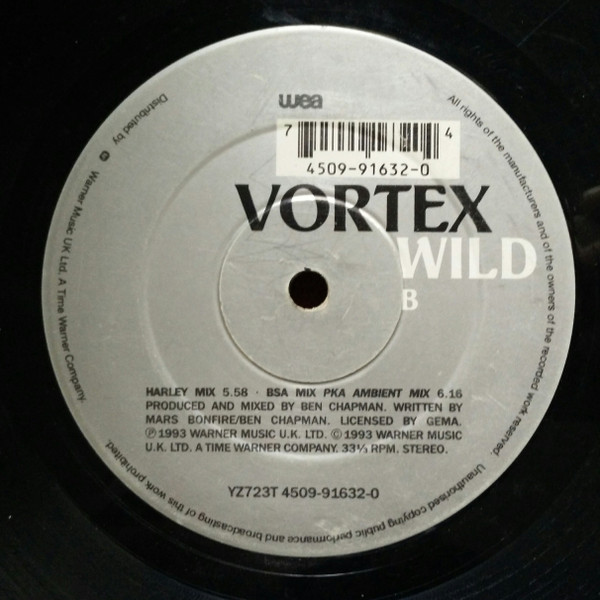 wea
7 4
4509-91632-0
VORTEX
WILD
B
HARLEY MIX 5.58 · BSA MIX PKA AMBIENT MIX 6.16
PRODUCED AND MIXED BY BEN CHAPMAN. WRITTEN BY
MARS BONFIRE/BEN CHAPMAN. LICENSED BY GEMA.
℗ 1993 WARNER MUSIC U.K. LTD. © 1993 WARNER MUSIC
U.K. LTD. A TIME WARNER COMPANY. 33⅓ RPM. STEREO.
YZ723T 4509-91632-0
All rights of the manufacturers and of the owners of the recorded work reserved. Unauthorised copying public performance and broadcasting of this work prohibited.
Distributed by Warner Music UK Ltd. A Time Warner Company.